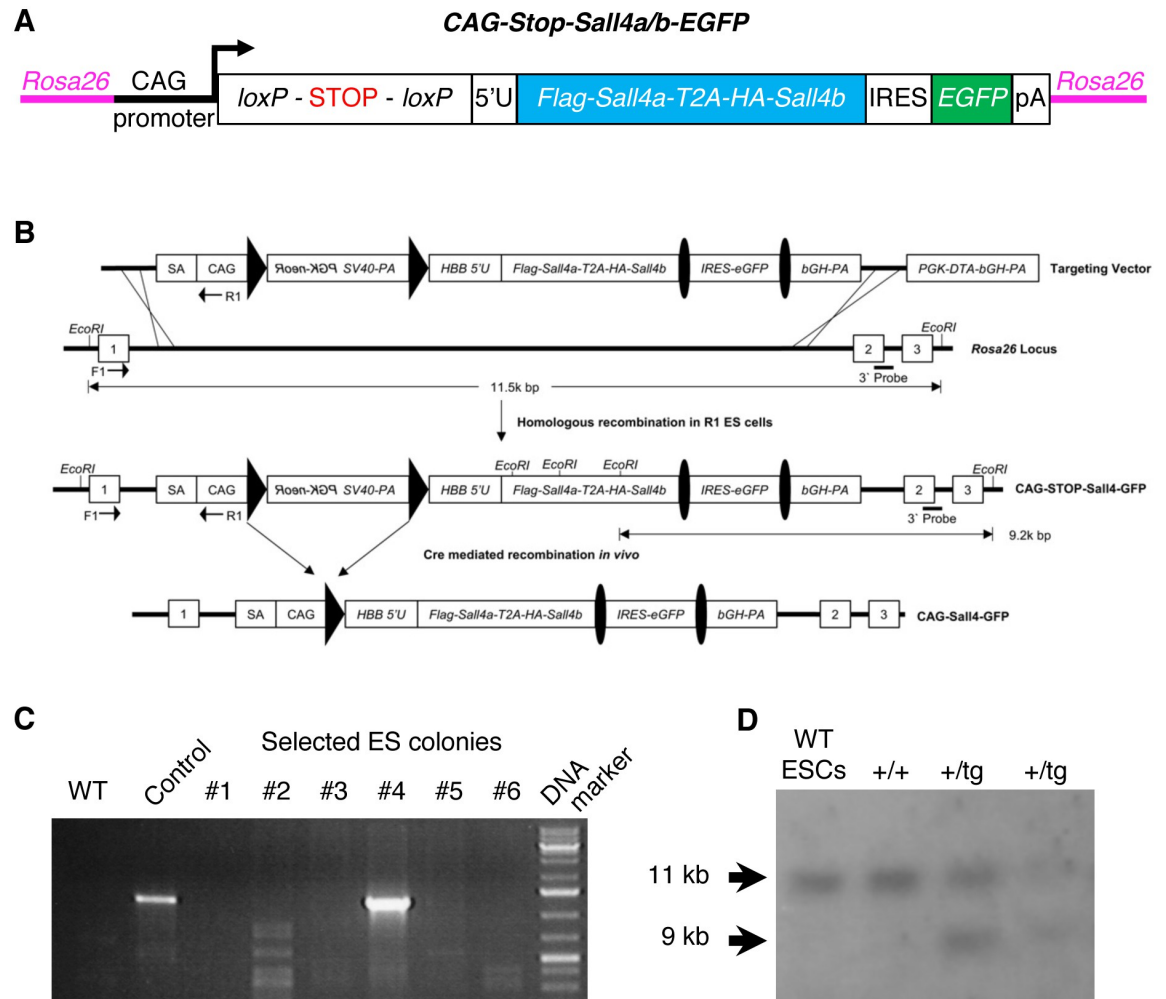 A
CAG-Stop-Sall4a/b-EGFP
Rosa26
CAG
promoter
loxP - STOP - loxP
5’U
Flag-Sall4a-T2A-HA-Sall4b
IRES
EGFP
pA
Rosa26
B
SA
CAG
PGK-neoR
SV40-PA
HBB 5'U
Flag-Sall4a-T2A-HA-Sall4b
IRES-eGFP
bGH-PA
PGK-DTA-bGH-PA
Targeting Vector
R1
EcoRI
1
2
3
EcoRI
Rosa26 Locus
F1
3` Probe
11.5k bp
Homologous recombination in R1 ES cells
EcoRI
EcoRI
EcoRI
EcoRI
EcoRI
1
SA
CAG
PGK-neoR
SV40-PA
HBB 5'U
Flag-Sall4a-T2A-HA-Sall4b
IRES-eGFP
bGH-PA
2
3
CAG-STOP-Sall4-GFP
F1
R1
3` Probe
9.2k bp
Cre mediated recombination in vivo
1
SA
CAG
HBB 5'U
Flag-Sall4a-T2A-HA-Sall4b
IRES-eGFP
bGH-PA
2
3
CAG-Sall4-GFP
C
Selected ES colonies
WT
Control
#1
#2
#3
#4
#5
#6
DNA
marker
D
WT
ESCs
+/+
+/tg
+/tg
11 kb
9 kb